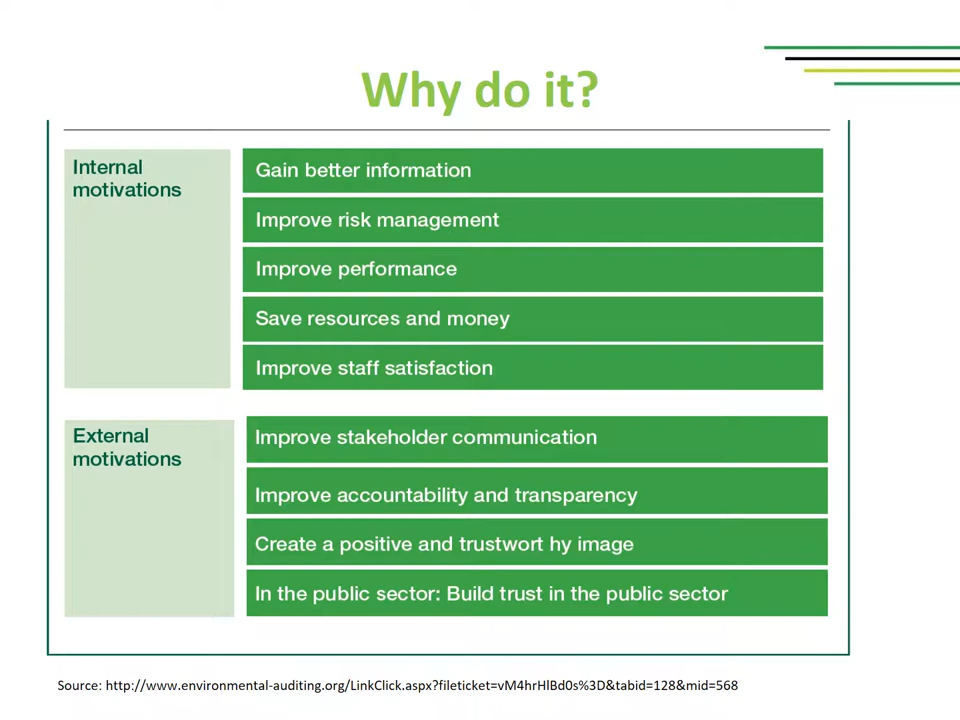 Why do it?
Internal
motivations
Gain better information
Improve risk management
Improve performance
Save resources and money
Improve staff satisfaction
External
motivations
Improve stakeholder communication
Improve accountability and transparency
Create a positive and trustwort hy image
In the public sector: Build trust in the public sector
Source: http://www.environmental-auditing.org/LinkClick.aspx?fileticket=vM4hrHlBd0s%3D&tabid=128&mid=568